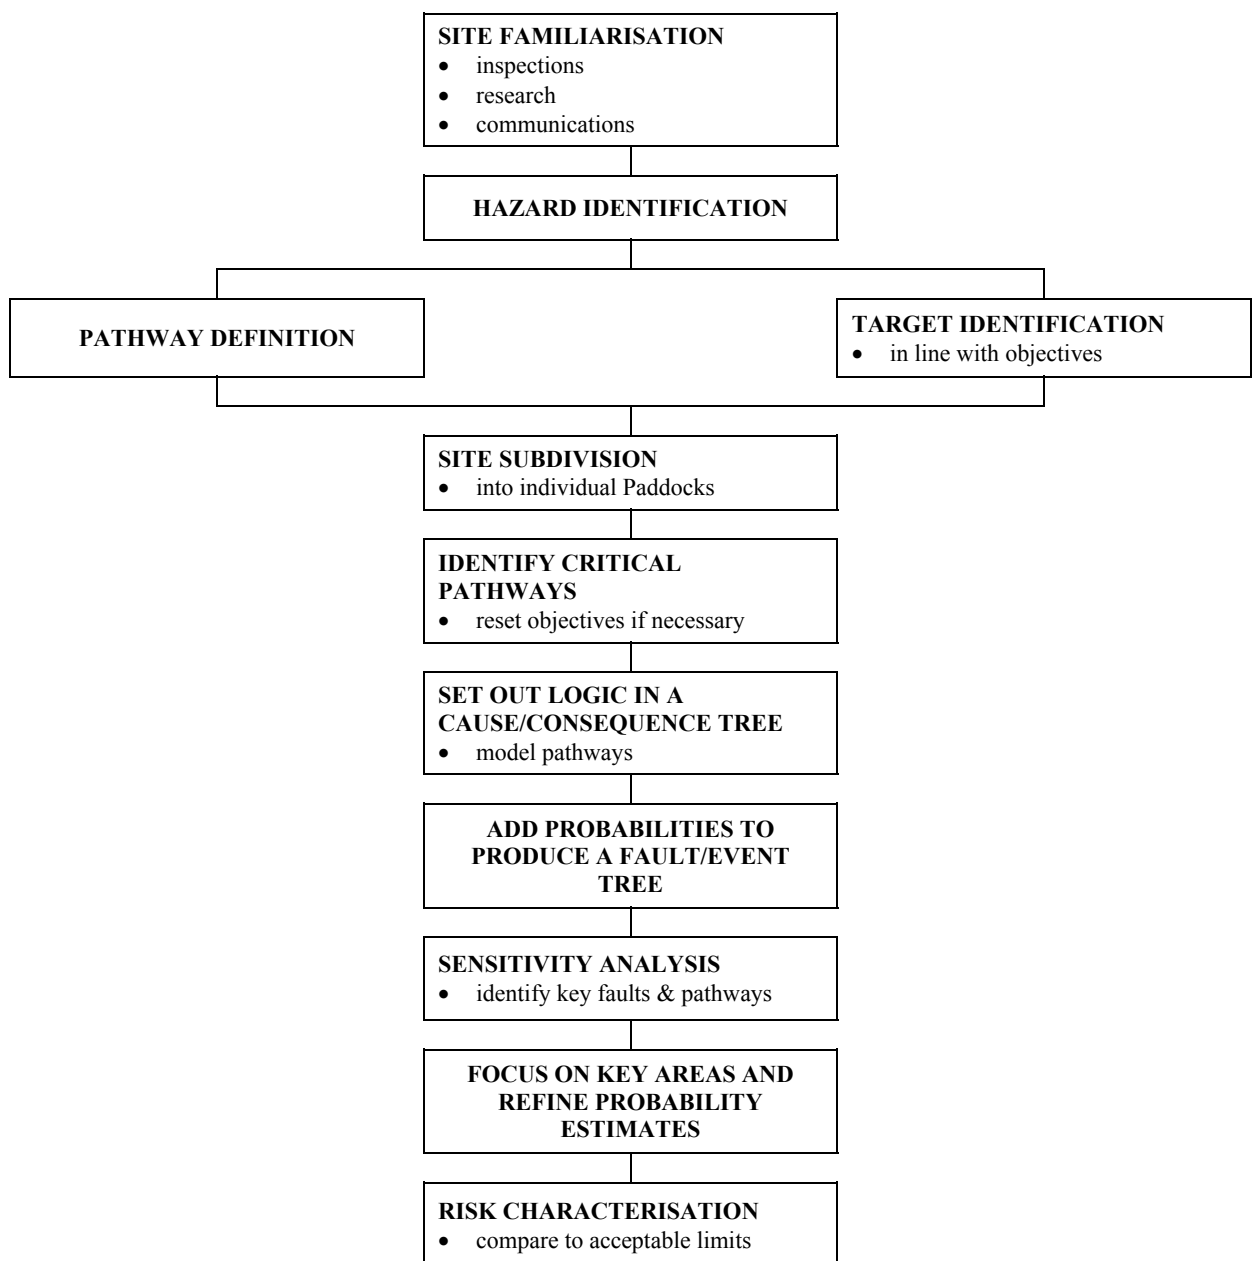 SITE FAMILIARISATION
• inspections
• research
• communications
HAZARD IDENTIFICATION
PATHWAY DEFINITION
TARGET IDENTIFICATION
• in line with objectives
SITE SUBDIVISION
• into individual Paddocks
IDENTIFY CRITICAL
PATHWAYS
• reset objectives if necessary
SET OUT LOGIC IN A
CAUSE/CONSEQUENCE TREE
• model pathways
ADD PROBABILITIES TO
PRODUCE A FAULT/EVENT
TREE
SENSITIVITY ANALYSIS
• identify key faults & pathways
FOCUS ON KEY AREAS AND
REFINE PROBABILITY
ESTIMATES
RISK CHARACTERISATION
• compare to acceptable limits